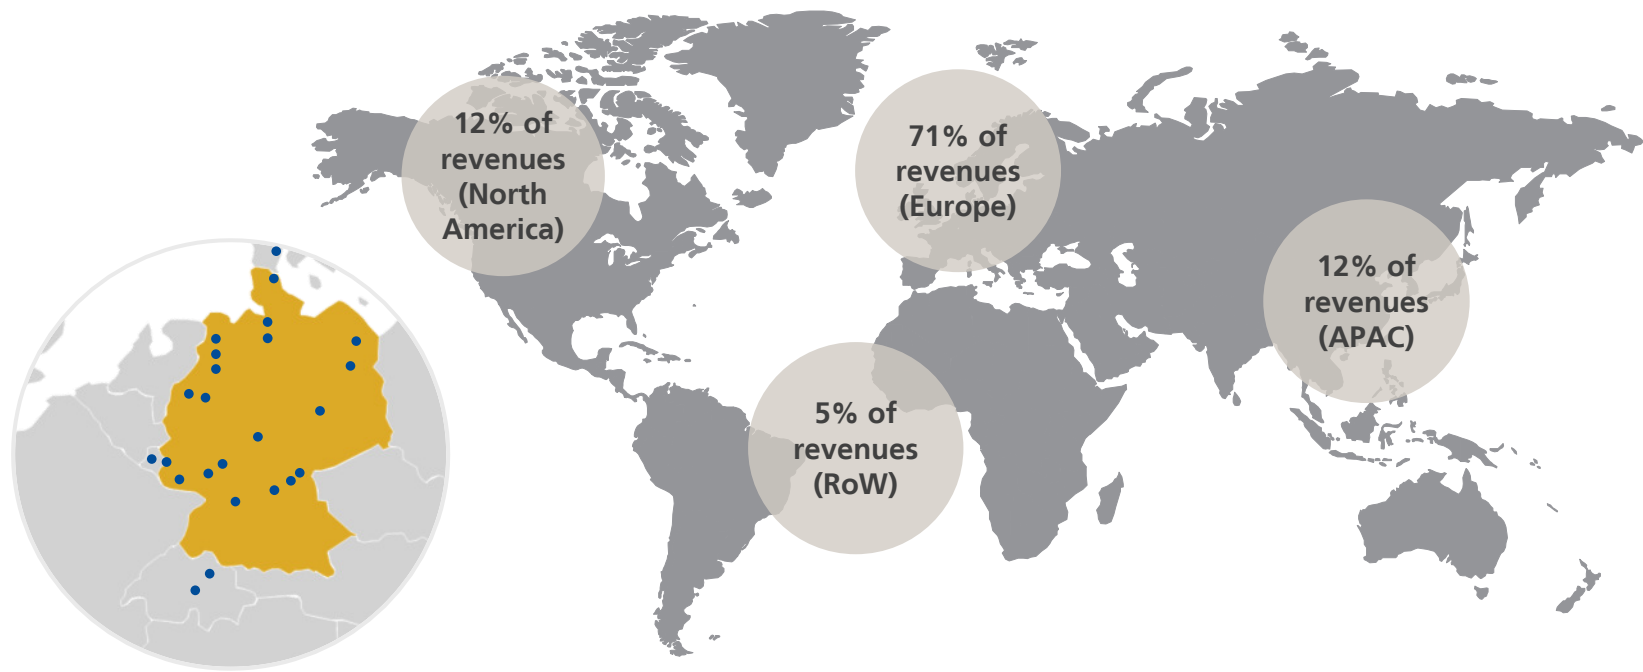 12% of
revenues
(North
America)
71% of
revenues
(Europe)
12% of
revenues
(APAC)
5% of
revenues
(RoW)